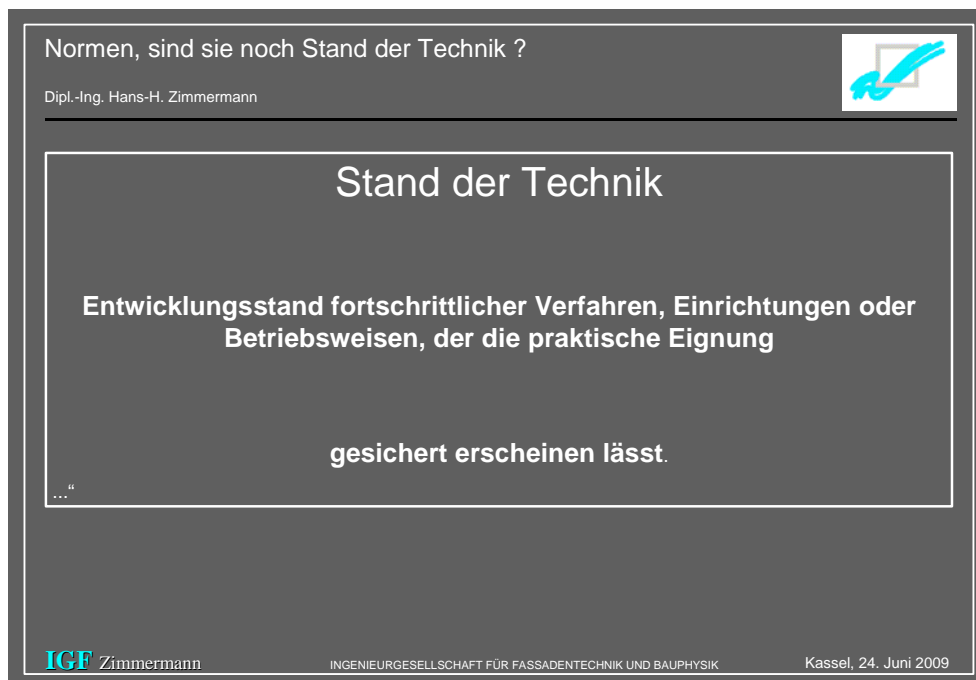 Normen, sind sie noch Stand der Technik ?
Dipl.-Ing. Hans-H. Zimmermann
Stand der Technik
Entwicklungsstand fortschrittlicher Verfahren, Einrichtungen oder
Betriebsweisen, der die praktische Eignung
gesichert erscheinen lässt.
...“
IGF Zimmermann
INGENIEURGESELLSCHAFT FÜR FASSADENTECHNIK UND BAUPHYSIK
Kassel, 24. Juni 2009